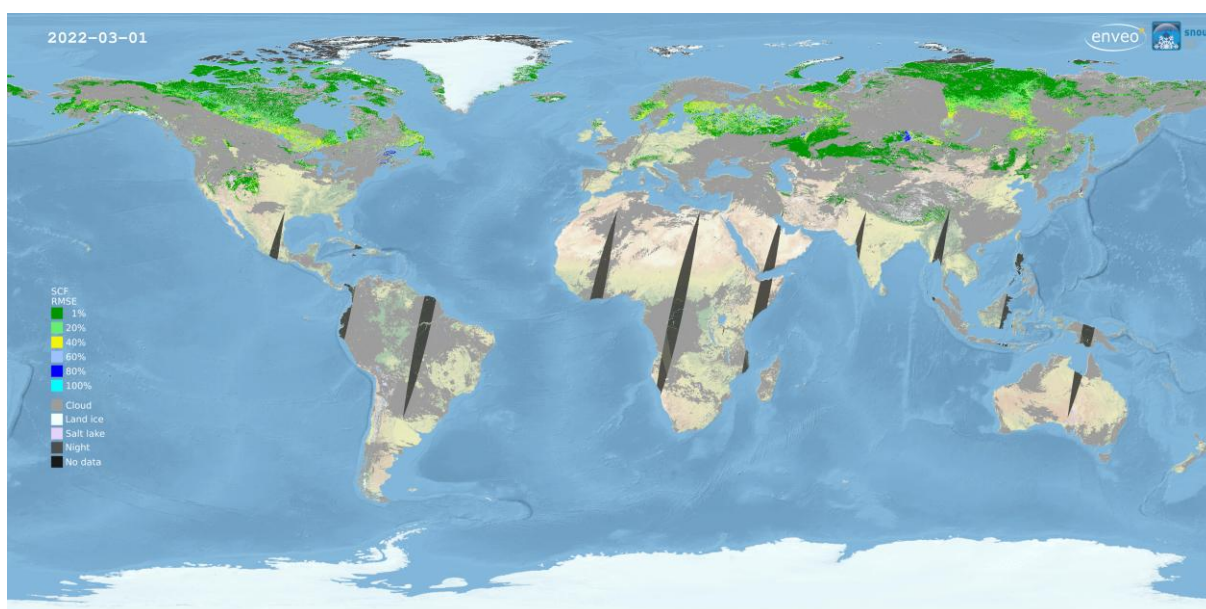 2022-03-01
enveo
snow
SCF
RMSE
1%
20%
40%
60%
80%
100%
Cloud
Land ice
Salt lake
Night
No data